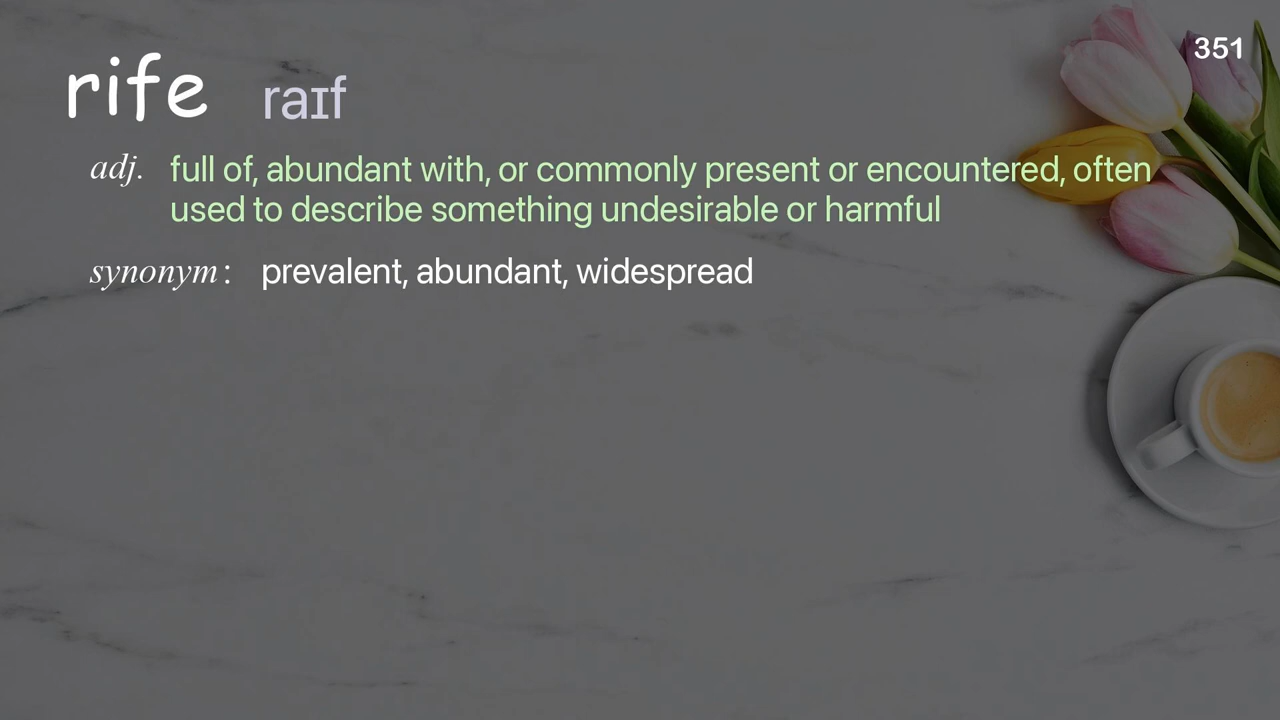 351
rife raɪf
adj. full of, abundant with, or commonly present or encountered, often
used to describe something undesirable or harmful
synonym : prevalent, abundant, widespread